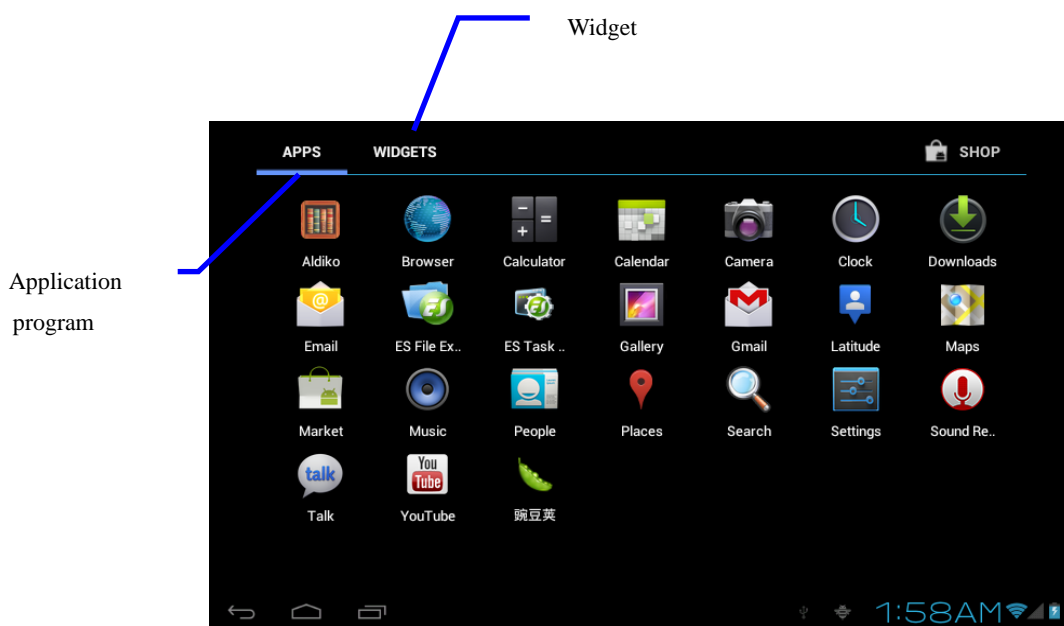 Widget
APPS WIDGETS SHOP
Aldiko Browser Calculator Calendar Camera Clock Downloads
Application
program
@
Email ES File Ex.. ES Task .. Gallery Gmail Latitude Maps
Market Music People Places Search Settings Sound Re..
talk You Tube
Talk YouTube 豌豆荚
1:58AM